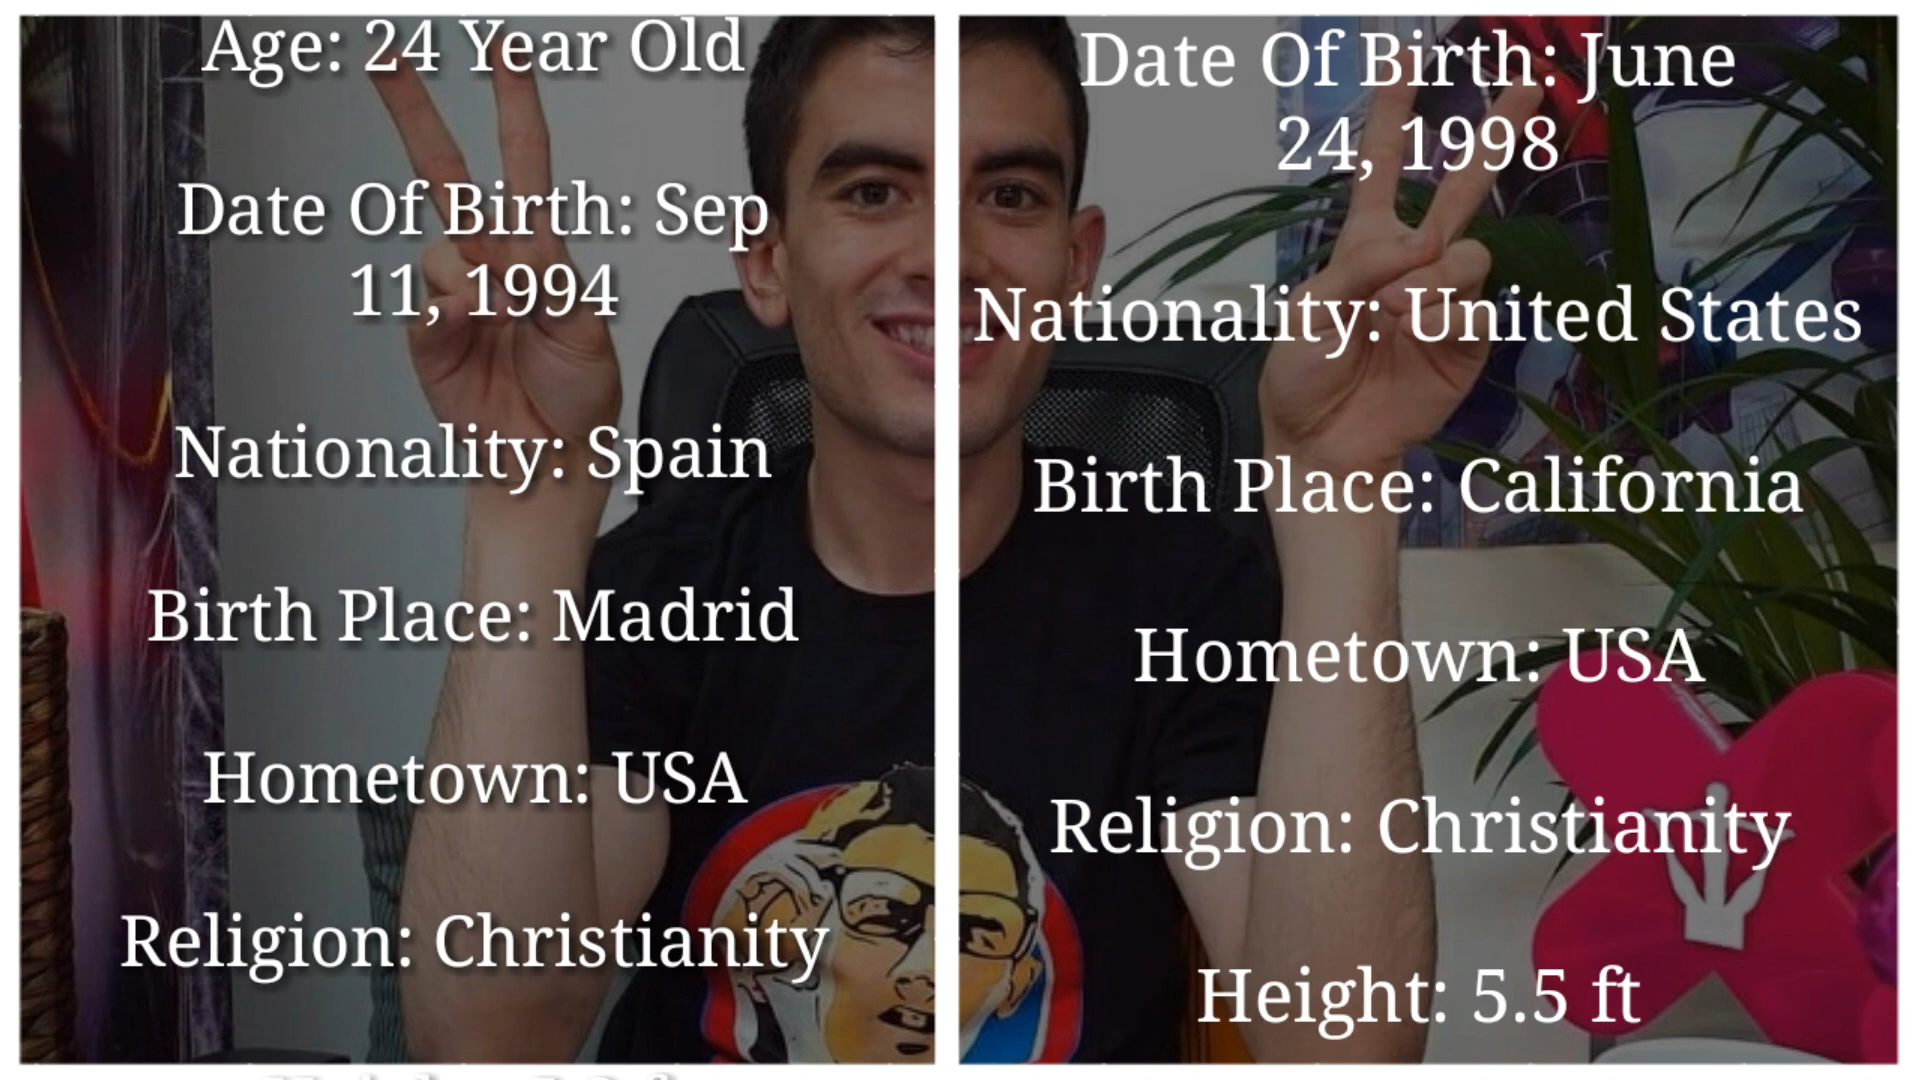 Age: 24 Year Old
Date Of Birth: Sep
11, 1994
Nationality: Spain
Birth Place: Madrid
Hometown: USA
Religion: Christianity
Date Of Birth: June
24, 1998
Nationality: United States
Birth Place: California
Hometown: USA
Religion: Christianity
Height: 5.5 ft